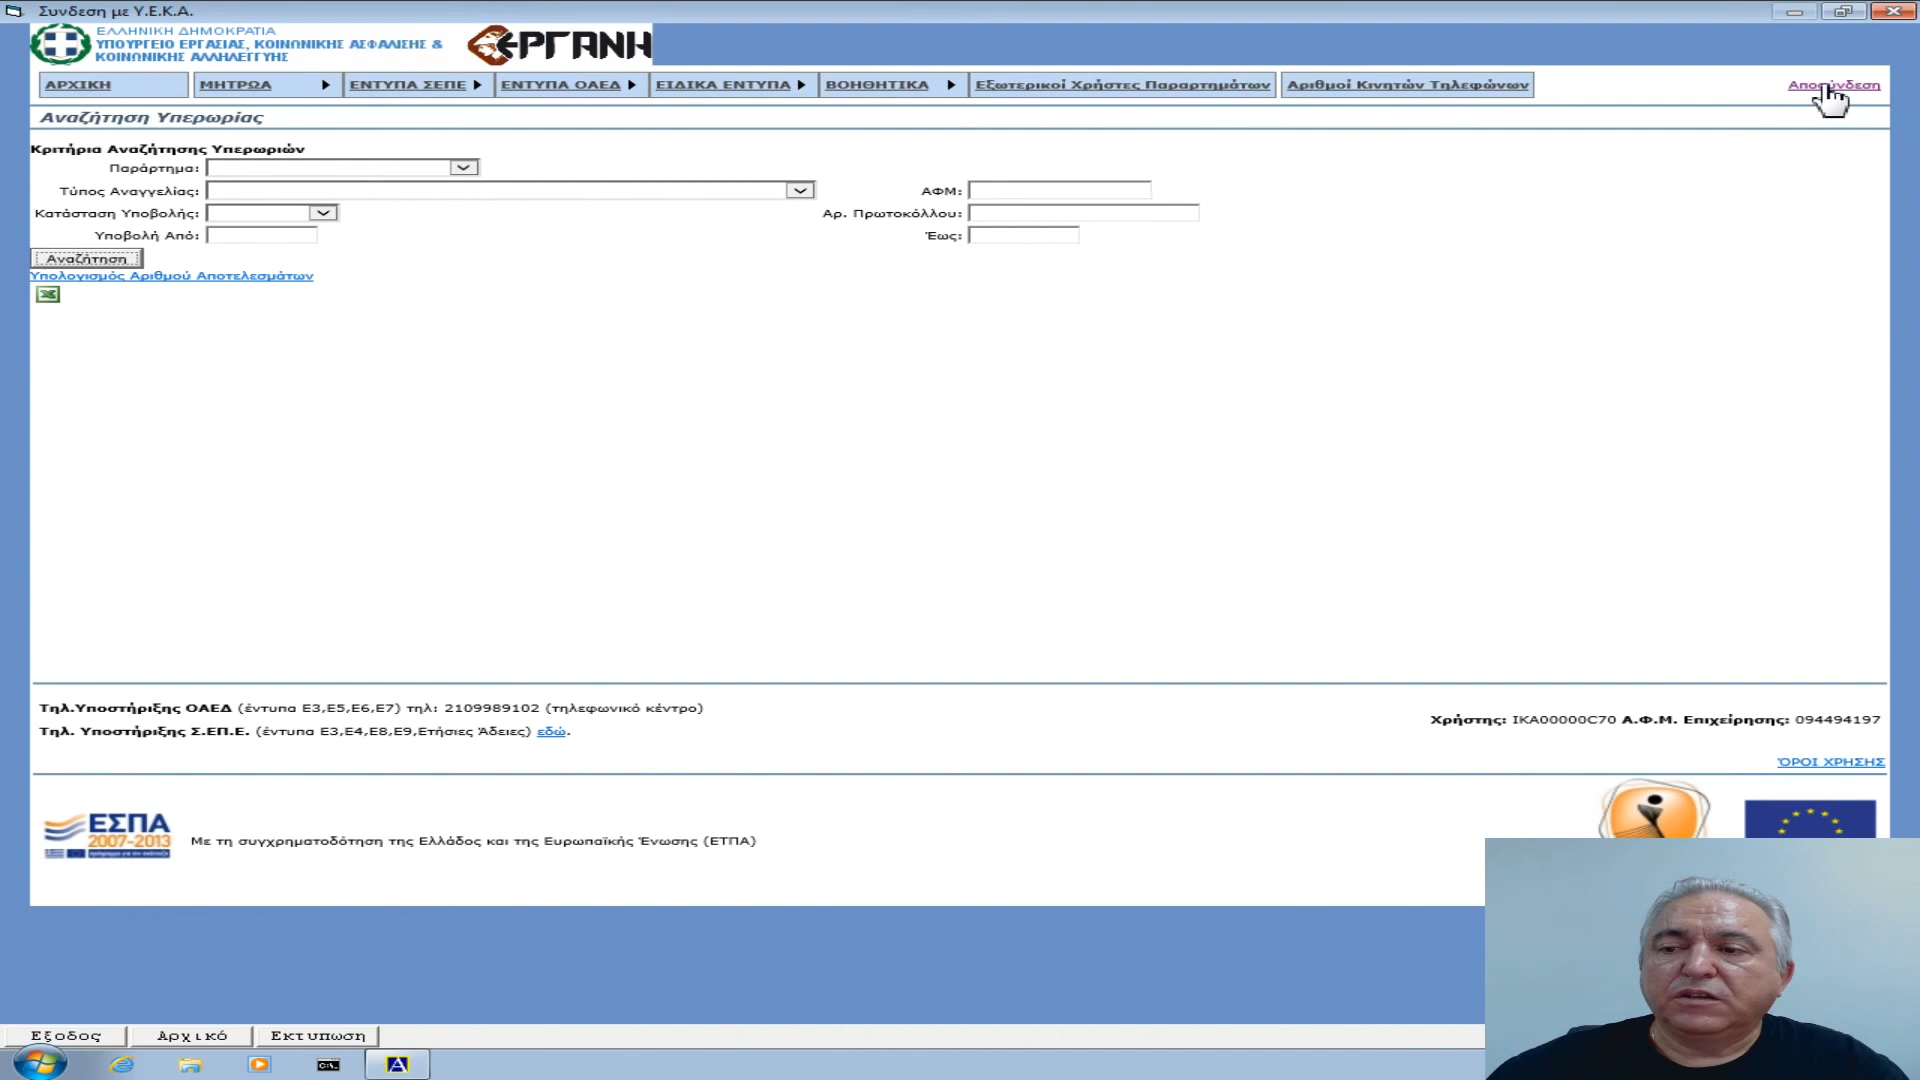 Συνδεση με Υ.Ε.Κ.Α.
ΕΛΛΗΝΙΚΗ ΔΗΜΟΚΡΑΤΙΑ
ΥΠΟΥΡΓΕΙΟ ΕΡΓΑΣΙΑΣ, ΚΟΙΝΩΝΙΚΗΣ ΑΣΦΑΛΙΣΗΣ &
ΚΟΙΝΩΝΙΚΗΣ ΑΛΛΗΛΕΓΓΥΗΣ
ΕΡΓΑΝΗ
ΑΡΧΙΚΗ ΜΗΤΡΩΑ ΕΝΤΥΠΑ ΣΕΠΕ ΕΝΤΥΠΑ ΟΑΕΔ ΕΙΔΙΚΑ ΕΝΤΥΠΑ ΒΟΗΘΗΤΙΚΑ Εξωτερικοί Χρήστες Παραρτημάτων Αριθμοί Κινητών Τηλεφώνων Αποσύνδεση
Αναζήτηση Υπερωρίας
Κριτήρια Αναζήτησης Υπερωριών
Παράρτημα:
Τύπος Αναγγελίας: ΑΦΜ:
Κατάσταση Υποβολής: Αρ. Πρωτοκόλλου:
Υποβολή Από: Έως:
Αναζήτηση
Υπολογισμός Αριθμού Αποτελεσμάτων
Τηλ.Υποστήριξης ΟΑΕΔ (έντυπα Ε3,Ε5,Ε6,Ε7) τηλ: 2109989102 (τηλεφωνικό κέντρο)
Τηλ. Υποστήριξης Σ.ΕΠ.Ε. (έντυπα Ε3,Ε4,Ε8,Ε9,Ετήσιες Άδειες) εδώ.
Χρήστης: ΙΚΑ00000C70 Α.Φ.Μ. Επιχείρησης: 094494197
ΌΡΟΙ ΧΡΗΣΗΣ
ΕΣΠΑ
2007-2013
Με τη συγχρηματοδότηση της Ελλάδος και της Ευρωπαϊκής Ένωσης (ΕΤΠΑ)
Εξοδος Αρχικό Εκτυπωση